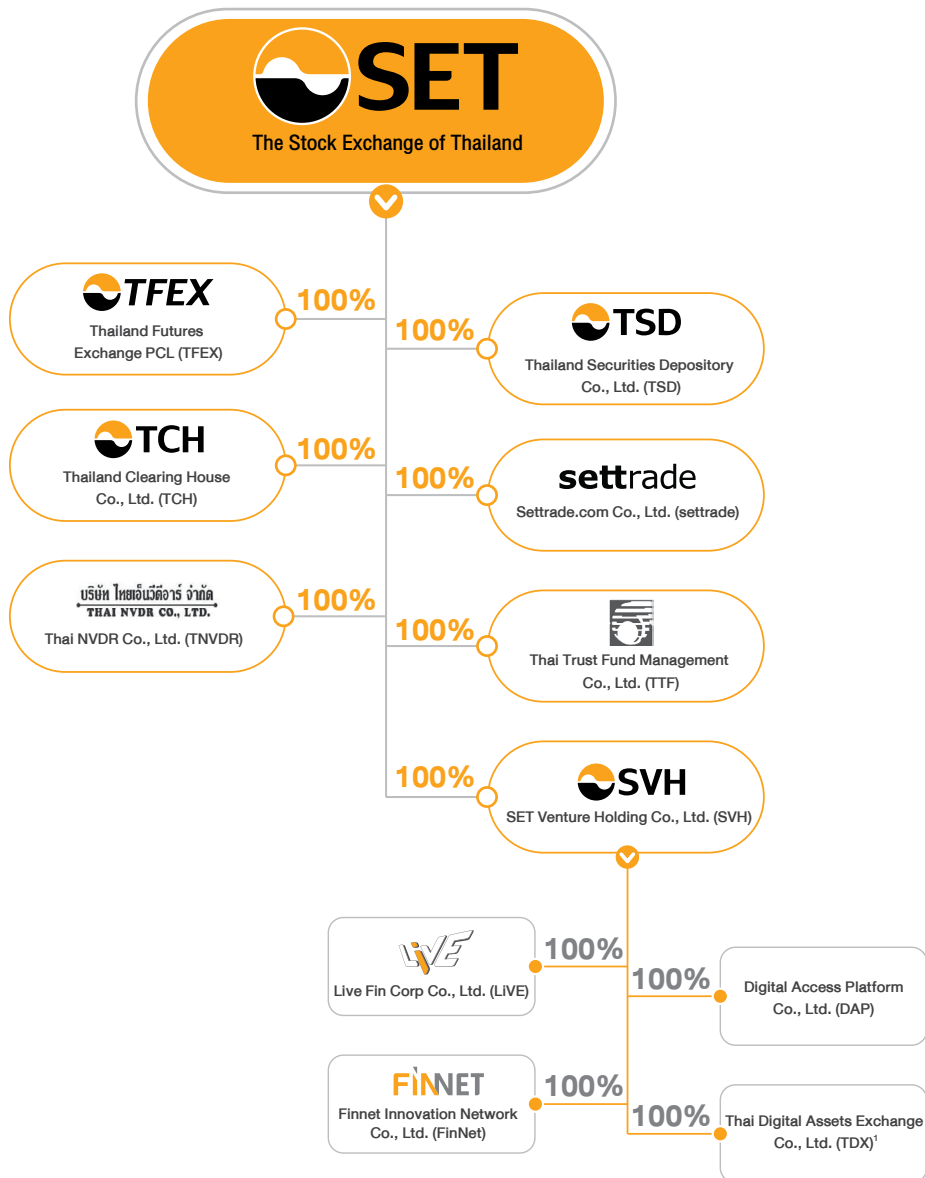 SET
The Stock Exchange of Thailand
TFEX
Thailand Futures
Exchange PCL (TFEX)
100%
100%
TSD
Thailand Securities Depository
Co., Ltd. (TSD)
TCH
Thailand Clearing House
Co., Ltd. (TCH)
100%
100%
settrade
Settrade.com Co., Ltd. (settrade)
บริษัท ไทยเอ็นวีดีอาร์ จำกัด
THAI NVDR CO., LTD.
Thai NVDR Co., Ltd. (TNVDR)
100%
100%
Thai Trust Fund Management
Co., Ltd. (TTF)
100%
SVH
SET Venture Holding Co., Ltd. (SVH)
LiVE
Live Fin Corp Co., Ltd. (LiVE)
100%
100%
Digital Access Platform
Co., Ltd. (DAP)
FINNET
Finnet Innovation Network
Co., Ltd. (FinNet)
100%
100%
Thai Digital Assets Exchange
Co., Ltd. (TDX)¹